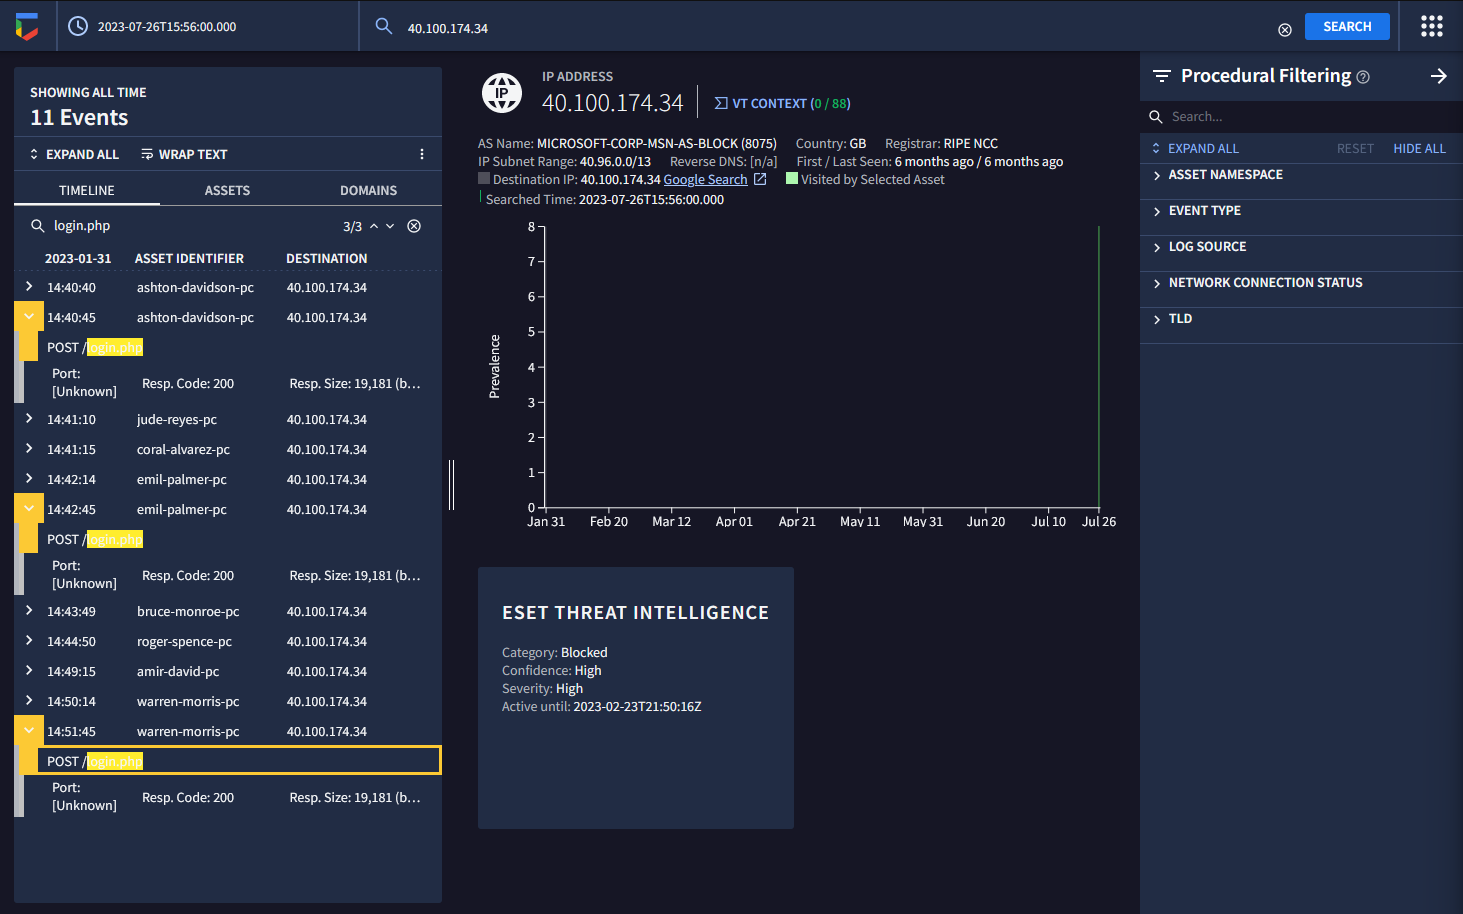 2023-07-26T15:56:00.000
40.100.174.34
SEARCH
SHOWING ALL TIME
11 Events
EXPAND ALL WRAP TEXT
TIMELINE ASSETS DOMAINS
login.php 3/3
2023-01-31 ASSET IDENTIFIER DESTINATION
14:40:40 ashton-davidson-pc 40.100.174.34
14:40:45 ashton-davidson-pc 40.100.174.34
POST /login.php
Port: [Unknown] Resp. Code: 200 Resp. Size: 19,181 (b...
14:41:10 jude-reyes-pc 40.100.174.34
14:41:15 coral-alvarez-pc 40.100.174.34
14:42:14 emil-palmer-pc 40.100.174.34
14:42:45 emil-palmer-pc 40.100.174.34
POST /login.php
Port: [Unknown] Resp. Code: 200 Resp. Size: 19,181 (b...
14:43:49 bruce-monroe-pc 40.100.174.34
14:44:50 roger-spence-pc 40.100.174.34
14:49:15 amir-david-pc 40.100.174.34
14:50:14 warren-morris-pc 40.100.174.34
14:51:45 warren-morris-pc 40.100.174.34
POST /login.php
Port: [Unknown] Resp. Code: 200 Resp. Size: 19,181 (b...
IP
IP ADDRESS
40.100.174.34 VT CONTEXT (0 / 88)
AS Name: MICROSOFT-CORP-MSN-AS-BLOCK (8075) Country: GB Registrar: RIPE NCC
IP Subnet Range: 40.96.0.0/13 Reverse DNS: [n/a] First / Last Seen: 6 months ago / 6 months ago
Destination IP: 40.100.174.34 Google Search Visited by Selected Asset
Searched Time: 2023-07-26T15:56:00.000
Prevalence
8
7
6
5
4
3
2
1
0
Jan 31 Feb 20 Mar 12 Apr 01 Apr 21 May 11 May 31 Jun 20 Jul 10 Jul 26
ESET THREAT INTELLIGENCE
Category: Blocked
Confidence: High
Severity: High
Active until: 2023-02-23T21:50:16Z
Procedural Filtering
Search...
EXPAND ALL RESET HIDE ALL
ASSET NAMESPACE
EVENT TYPE
LOG SOURCE
NETWORK CONNECTION STATUS
TLD